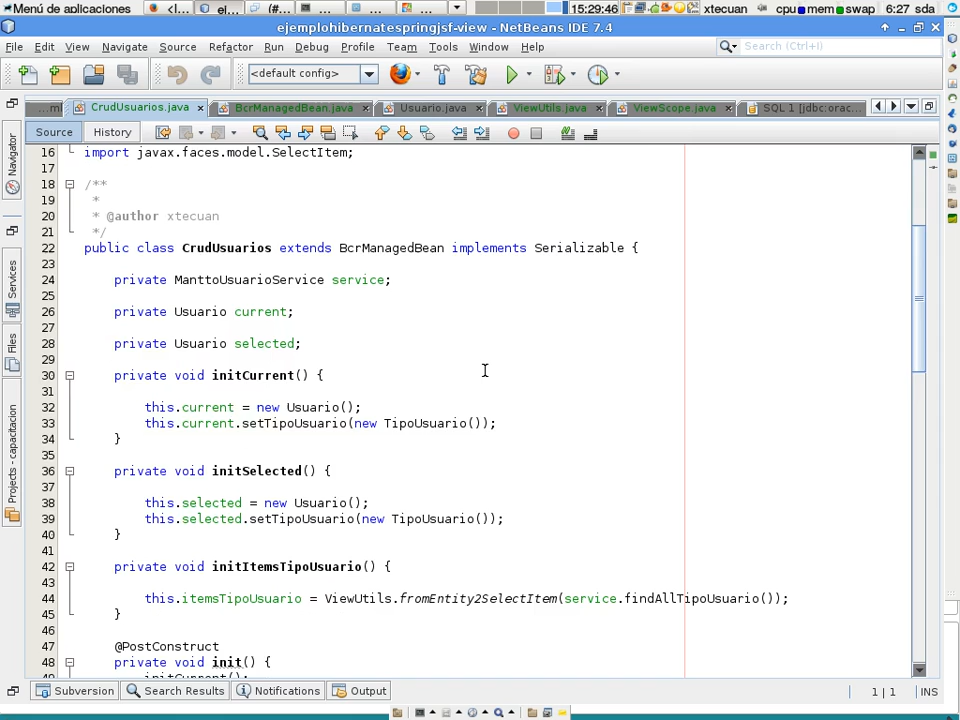 Menú de aplicaciones
<l...
el...
(#...
...
...
...
15:29:46
xtecuan
cpu mem swap
6:27 sda
ejemplohibernatespringjsf-view - NetBeans IDE 7.4
File Edit View Navigate Source Refactor Run Debug Profile Team Tools Window Help
Search (Ctrl+I)
<default config>
...m
CrudUsuarios.java
BcrManagedBean.java
Usuario.java
ViewUtils.java
ViewScope.java
SQL 1 [jdbc:orac...
Source History
Navigator
Services
Files
Projects - capacitacion
16 import javax.faces.model.SelectItem;
17
18 /**
19 *
20 * @author xtecuan
21 */
22 public class CrudUsuarios extends BcrManagedBean implements Serializable {
23
24 private ManttoUsuarioService service;
25
26 private Usuario current;
27
28 private Usuario selected;
29
30 private void initCurrent() {
31
32 this.current = new Usuario();
33 this.current.setTipoUsuario(new TipoUsuario());
34 }
35
36 private void initSelected() {
37
38 this.selected = new Usuario();
39 this.selected.setTipoUsuario(new TipoUsuario());
40 }
41
42 private void initItemsTipoUsuario() {
43
44 this.itemsTipoUsuario = ViewUtils.fromEntity2SelectItem(service.findAllTipoUsuario());
45 }
46
47 @PostConstruct
48 private void init() {
49 initCurrent();
Subversion Search Results Notifications Output
1 | 1 INS